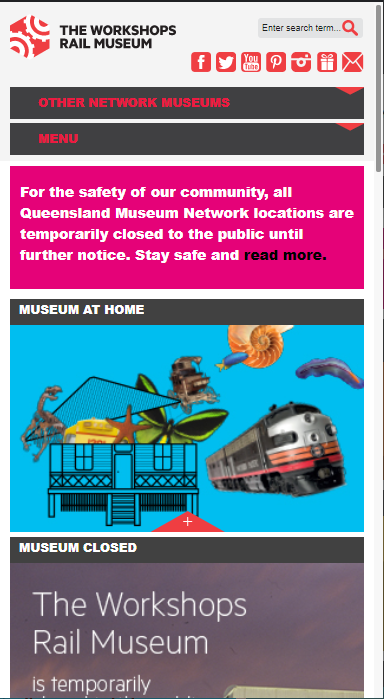 THE WORKSHOPS
RAIL MUSEUM
Enter search term...
You
Tube
OTHER NETWORK MUSEUMS
MENU
For the safety of our community, all
Queensland Museum Network locations are
temporarily closed to the public until
further notice. Stay safe and read more.
MUSEUM AT HOME
+
MUSEUM CLOSED
The Workshops
Rail Museum
is temporarily